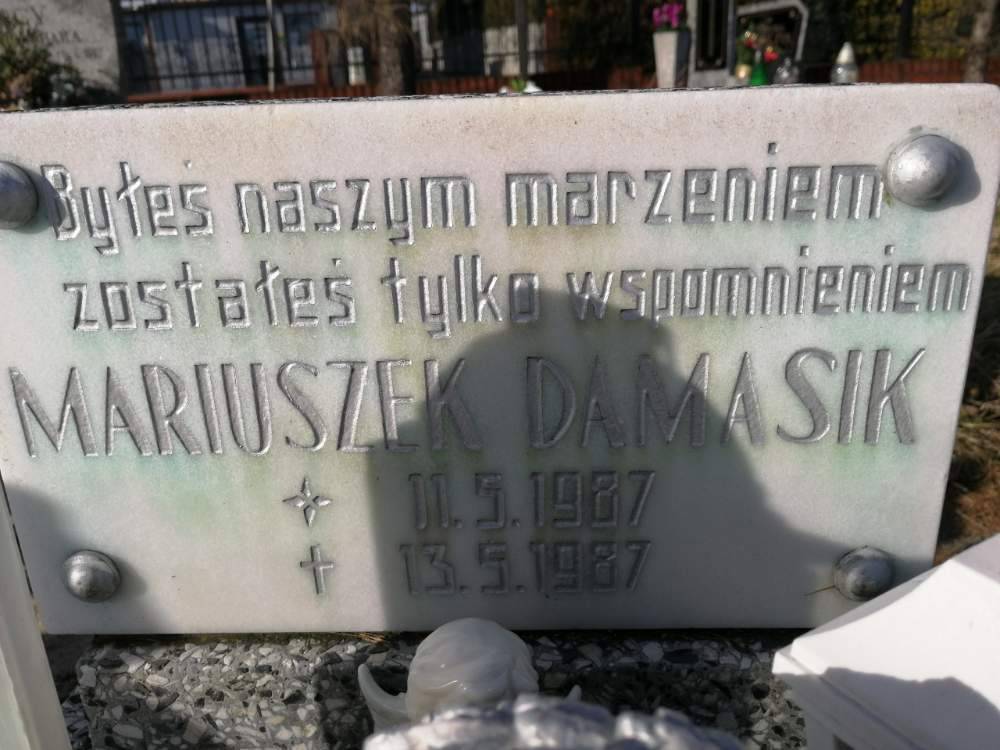 Byłeś naszym marzeniem
zostałeś tylko wspomnieniem
MARIUSZEK DAMASIK
11.5.1987
13.5.1987